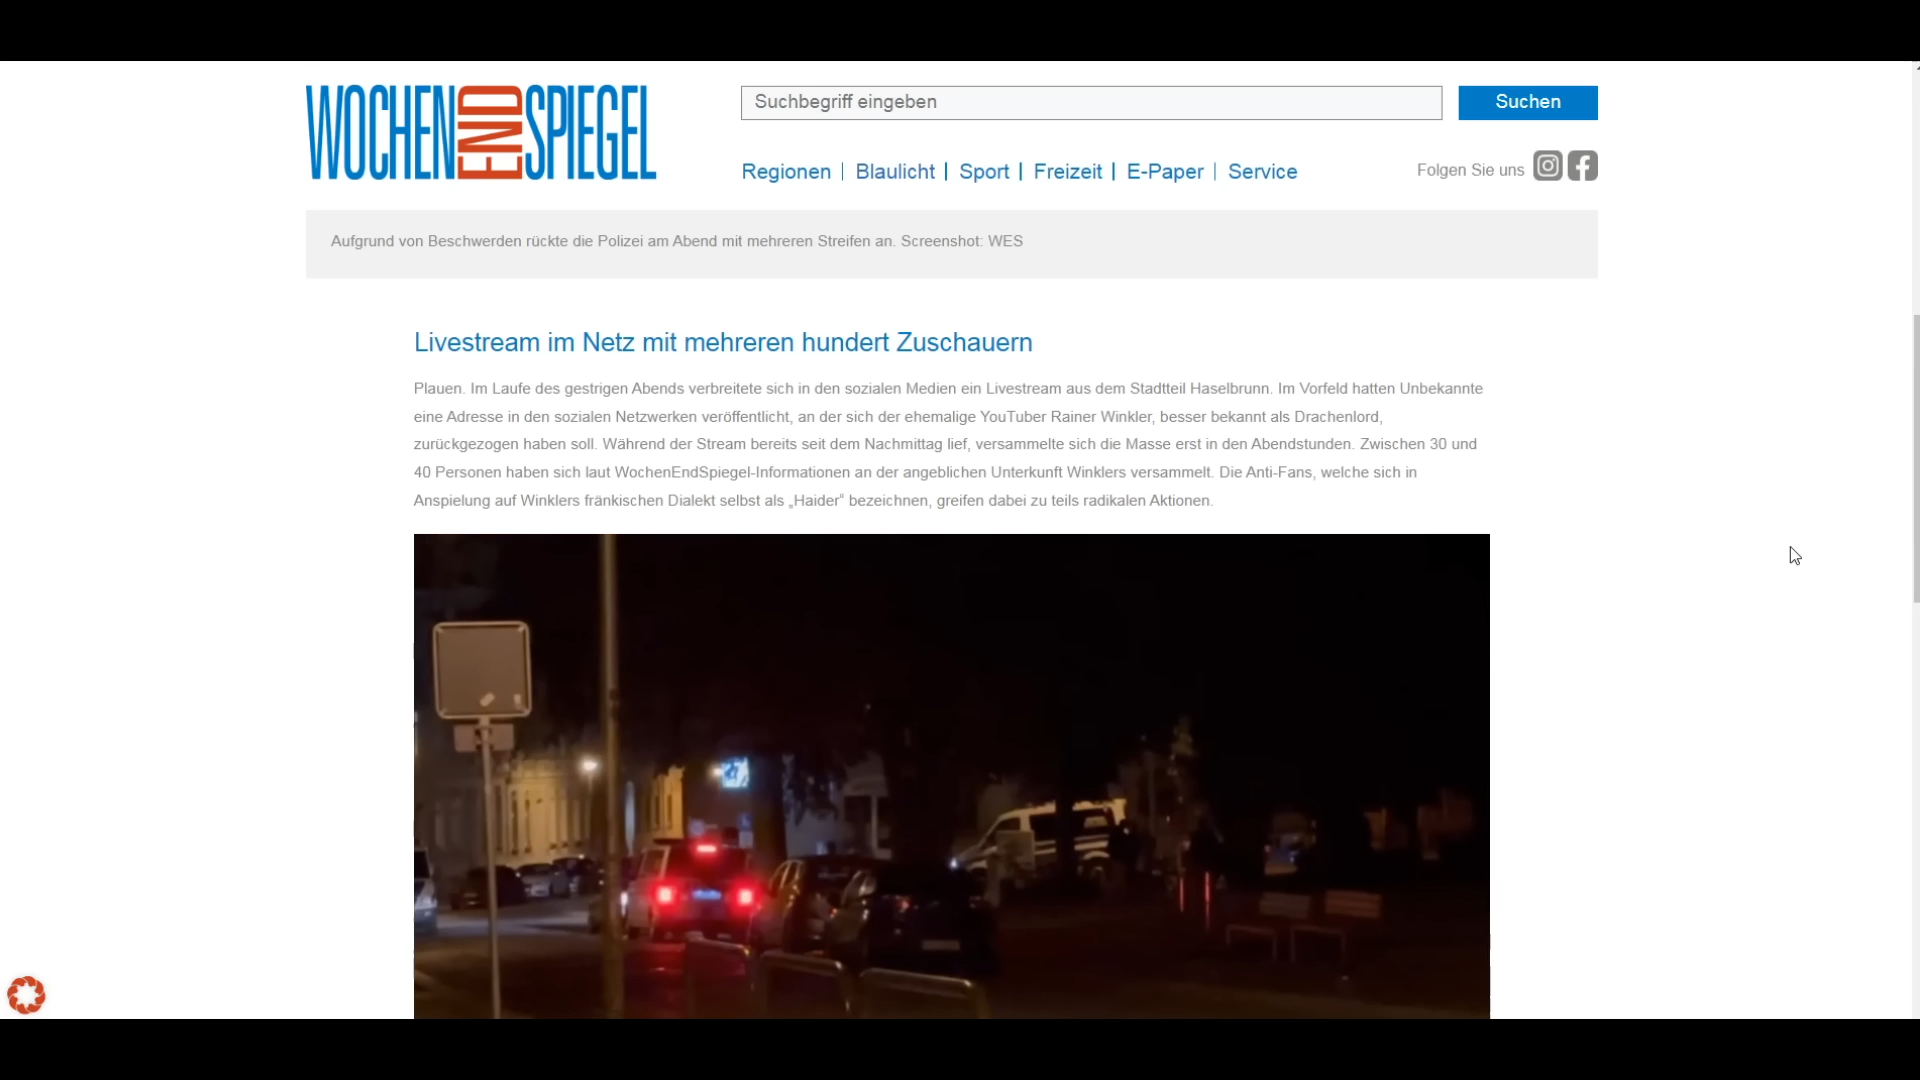 WOCHENENDSPIEGEL
Suchbegriff eingeben
Suchen
Regionen | Blaulicht | Sport | Freizeit | E-Paper | Service
Folgen Sie uns
Aufgrund von Beschwerden rückte die Polizei am Abend mit mehreren Streifen an. Screenshot: WES
Livestream im Netz mit mehreren hundert Zuschauern
Plauen. Im Laufe des gestrigen Abends verbreitete sich in den sozialen Medien ein Livestream aus dem Stadtteil Haselbrunn. Im Vorfeld hatten Unbekannte
eine Adresse in den sozialen Netzwerken veröffentlicht, an der sich der ehemalige YouTuber Rainer Winkler, besser bekannt als Drachenlord,
zurückgezogen haben soll. Während der Stream bereits seit dem Nachmittag lief, versammelte sich die Masse erst in den Abendstunden. Zwischen 30 und
40 Personen haben sich laut WochenEndSpiegel-Informationen an der angeblichen Unterkunft Winklers versammelt. Die Anti-Fans, welche sich in
Anspielung auf Winklers fränkischen Dialekt selbst als „Haider“ bezeichnen, greifen dabei zu teils radikalen Aktionen.